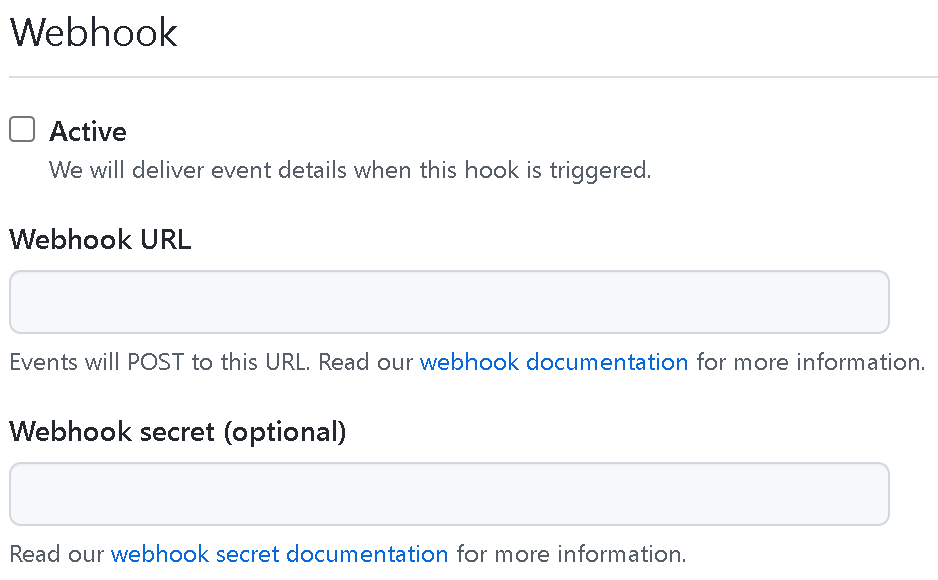 Webhook
Active
We will deliver event details when this hook is triggered.
Webhook URL
Events will POST to this URL. Read our webhook documentation for more information.
Webhook secret (optional)
Read our webhook secret documentation for more information.